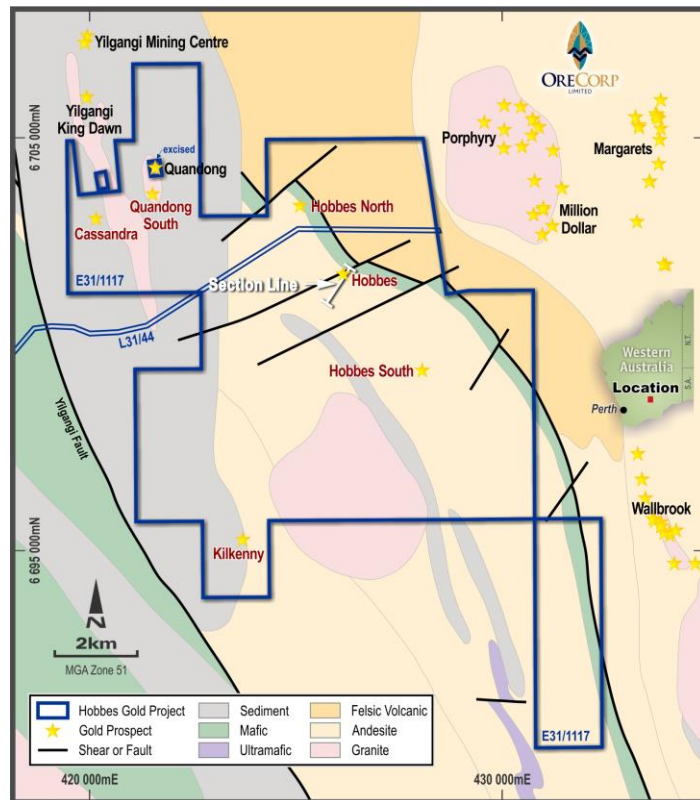 Yilgangi Mining Centre
ORECORP
LIMITED
Yilgangi
King Dawn
6 705 000mN
excised
Quandong
Porphyry
Margarets
Quandong
South
Hobbes North
Million
Dollar
Cassandra
E31/1117
Section Line
Hobbes
L31/44
Western
Australia
N.T.
S.A.
Location
Perth
Hobbes South
Yilgangi Fault
Wallbrook
Kilkenny
6 695 000mN
N
2km
MGA Zone 51
Hobbes Gold Project
Gold Prospect
Shear or Fault
Sediment
Mafic
Ultramafic
Felsic Volcanic
Andesite
Granite
E31/1117
420 000mE
430 000mE